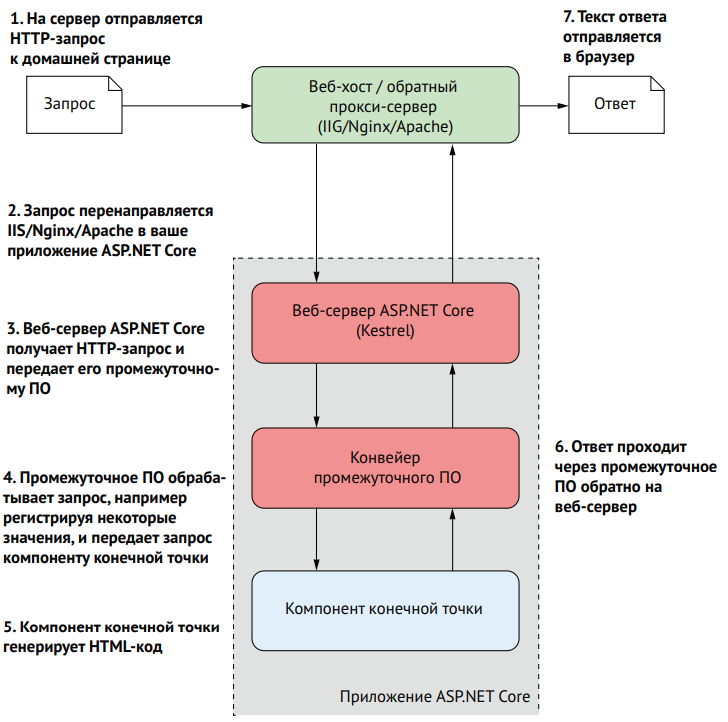 1. На сервер отправляется
HTTP-запрос
к домашней странице
7. Текст ответа
отправляется
в браузер
Запрос
Веб-хост / обратный
прокси-сервер
(IIG/Nginx/Apache)
Ответ
2. Запрос перенаправляется
IIS/Nginx/Apache в ваше
приложение ASP.NET Core
Веб-сервер ASP.NET Core
(Kestrel)
3. Веб-сервер ASP.NET Core
получает HTTP-запрос и
передает его промежуточно-
му ПО
Конвейер
промежуточного ПО
6. Ответ проходит
через промежуточное
ПО обратно на
веб-сервер
4. Промежуточное ПО обраба-
тывает запрос, например
регистрируя некоторые
значения, и передает запрос
компоненту конечной точки
Компонент конечной точки
5. Компонент конечной точки
генерирует HTML-код
Приложение ASP.NET Core